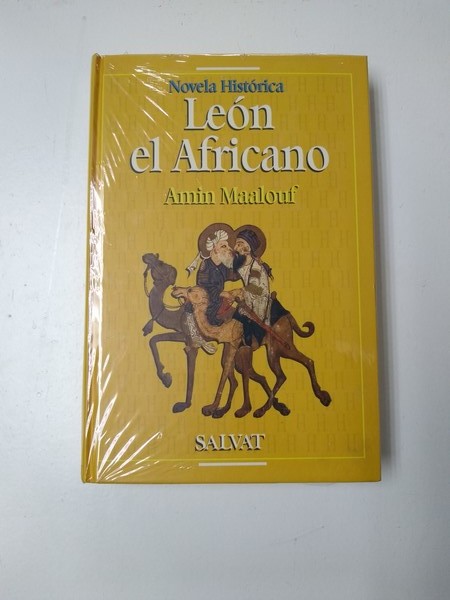 Novela Histórica
León
el Africano
Amin Maalouf
SALVAT